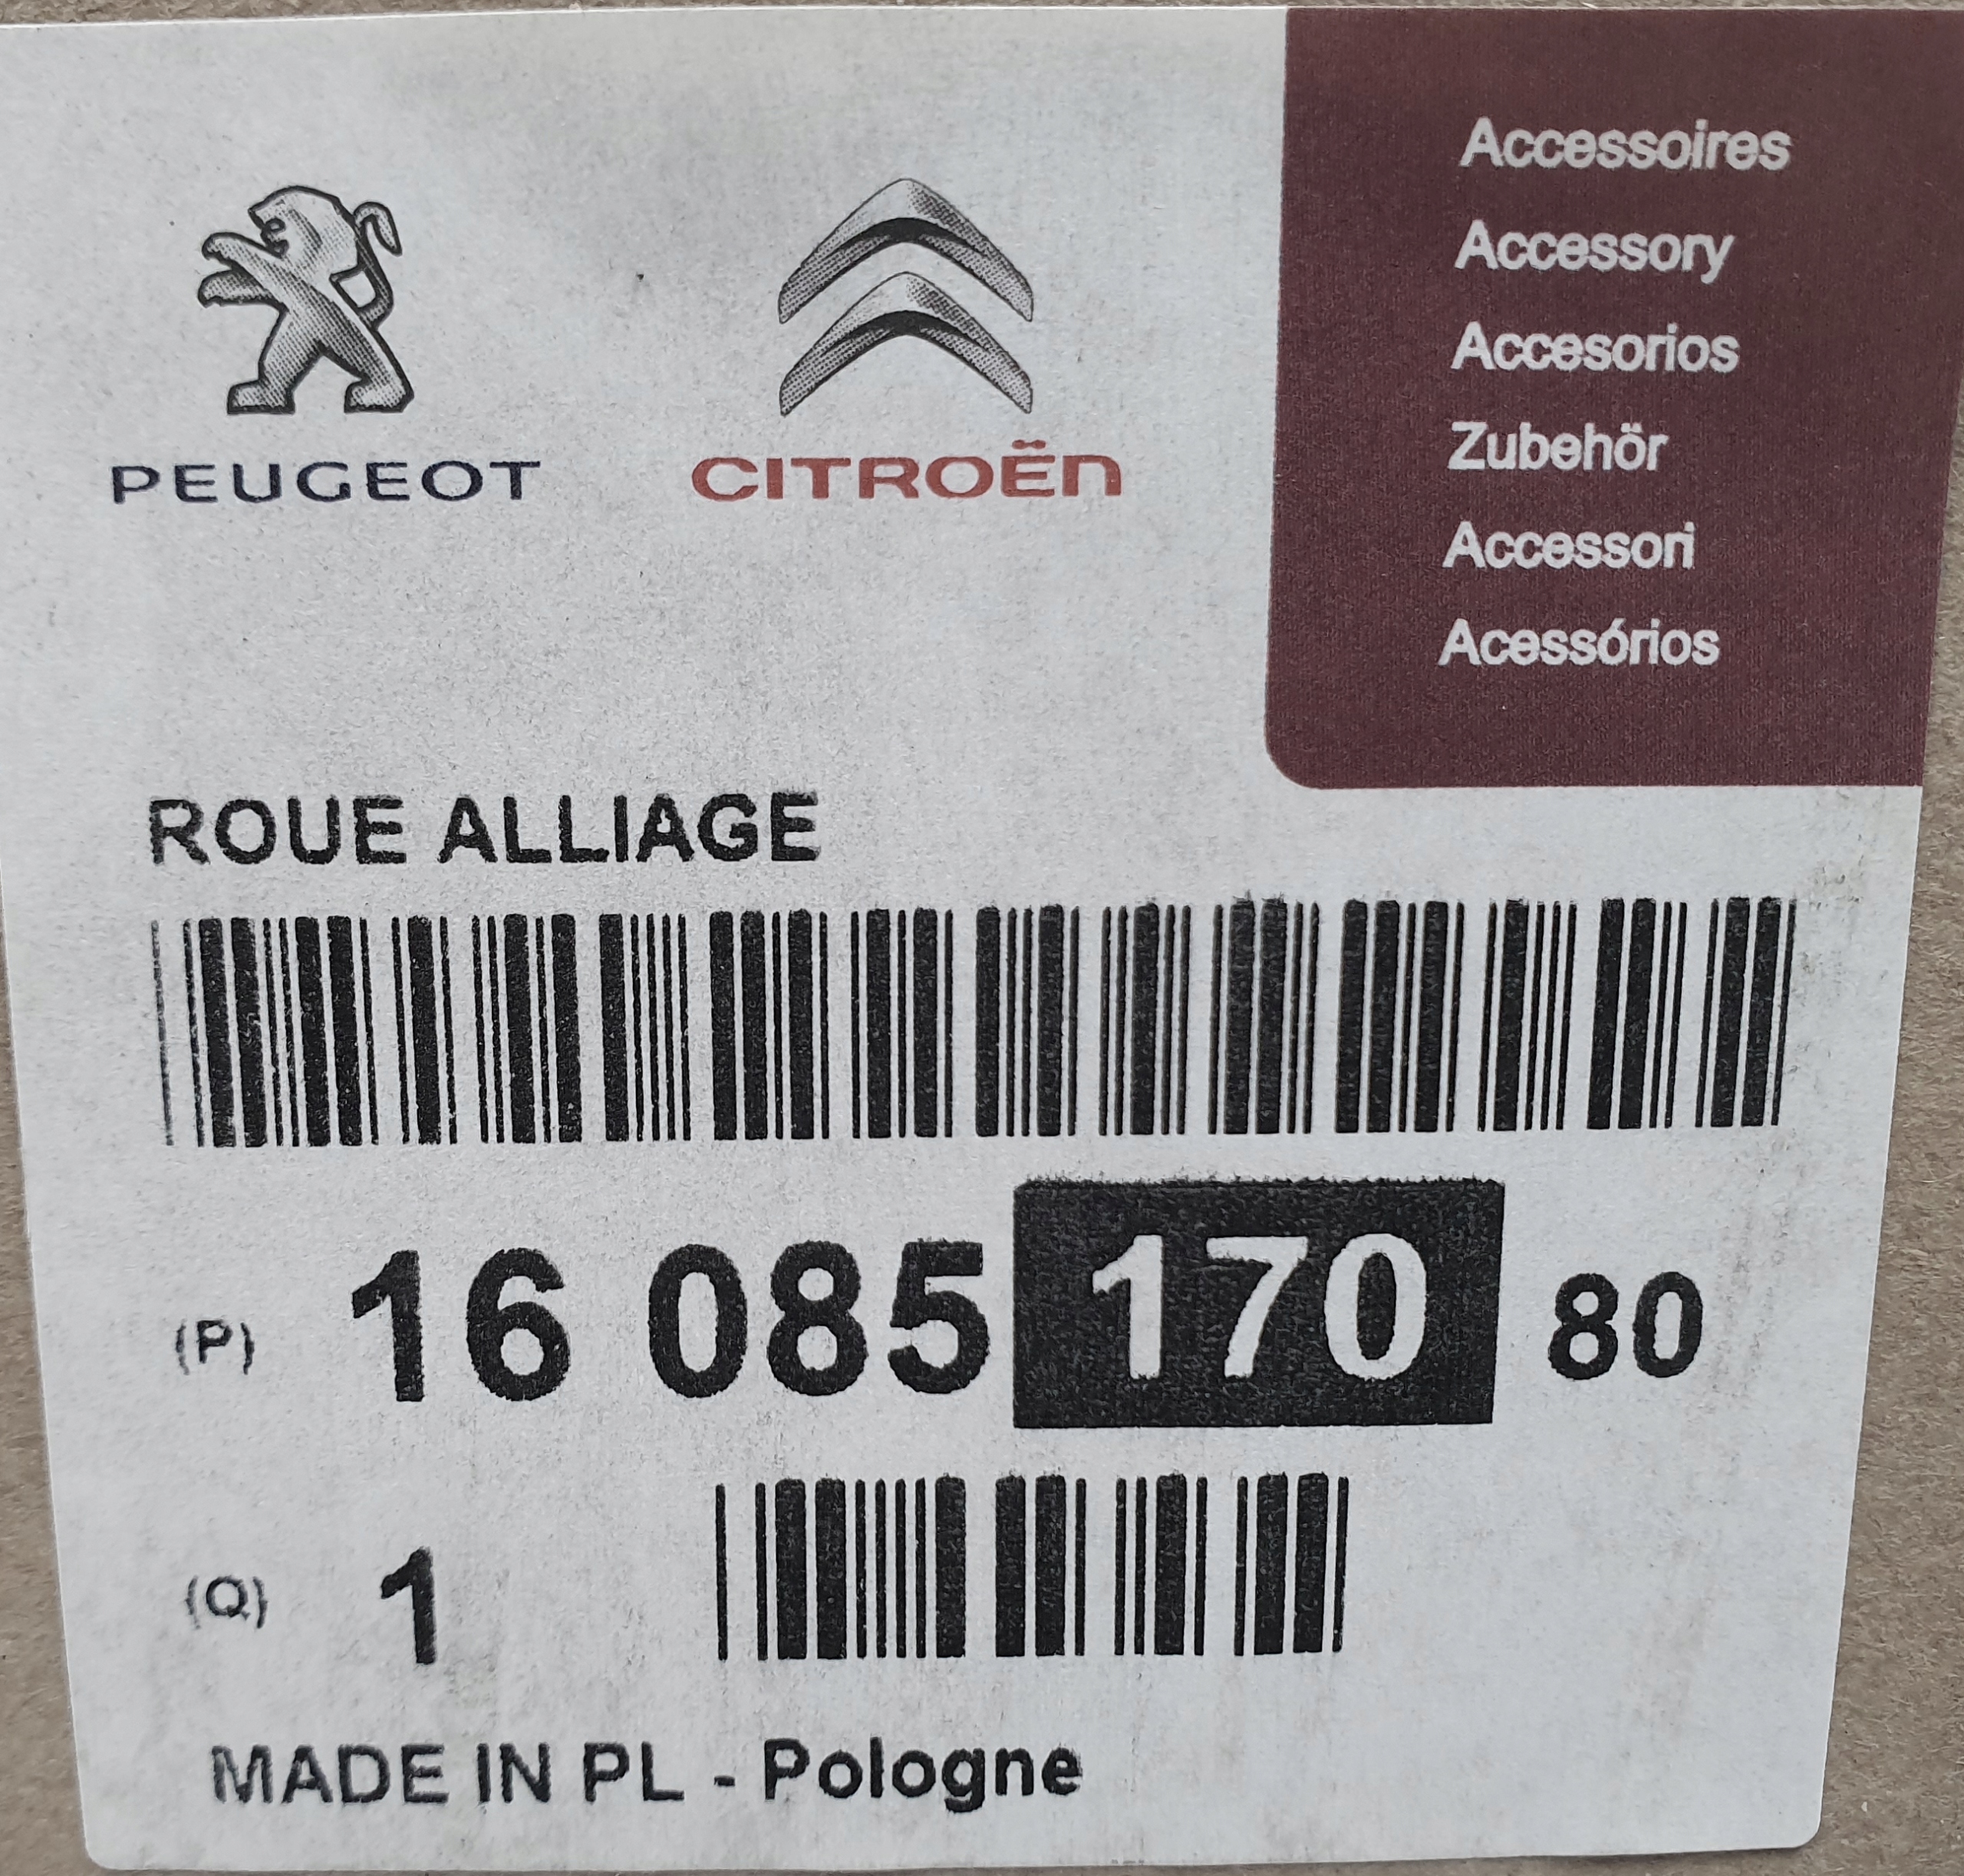 PEUGEOT
CITROËN
Accessoires
Accessory
Accesorios
Zubehör
Accessori
Acessórios
ROUE ALLIAGE
(P) 16 085 170 80
(Q) 1
MADE IN PL - Pologne